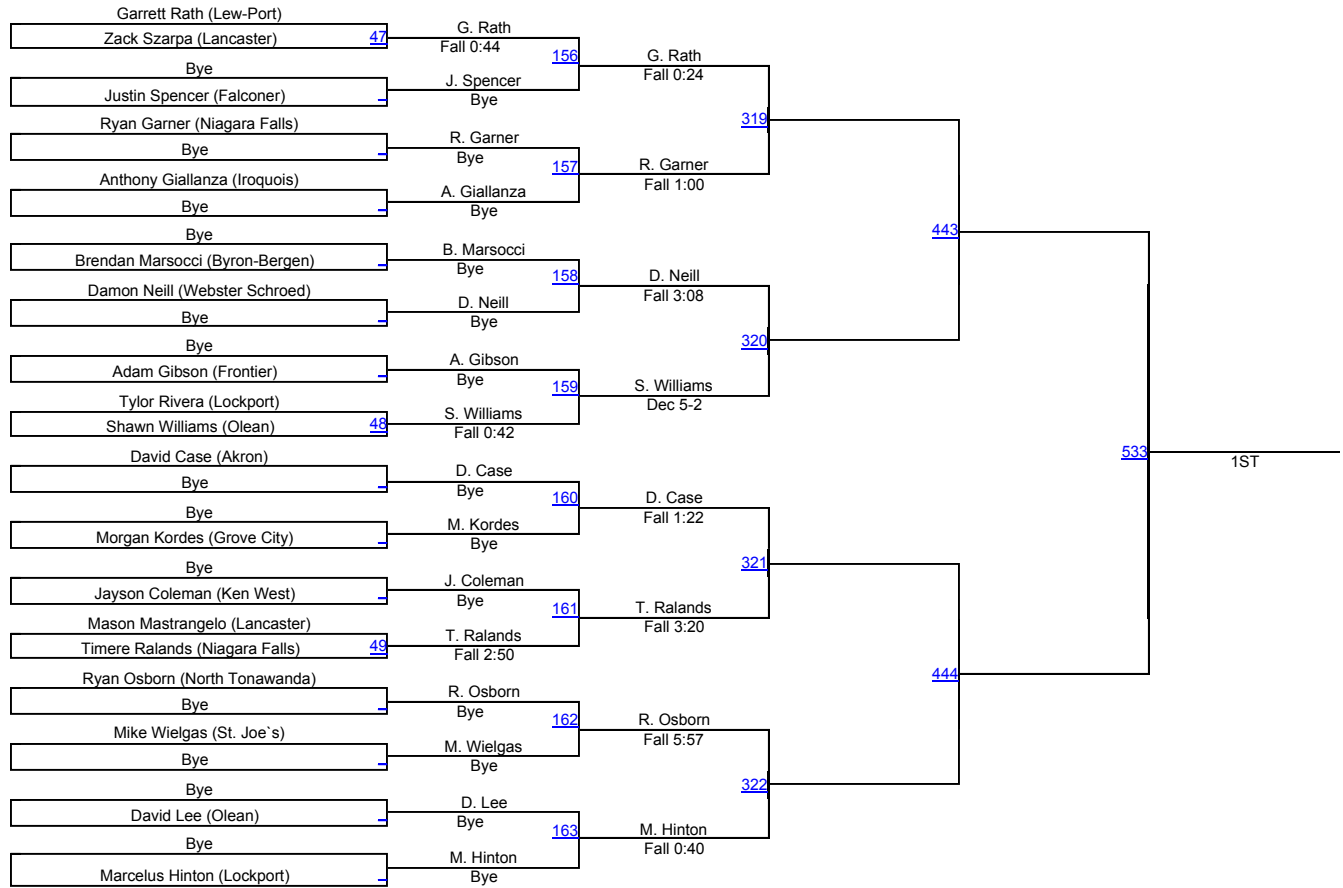 Garrett Rath (Lew-Port)
Zack Szarpa (Lancaster)
47
G. Rath
Fall 0:44
156
G. Rath
Fall 0:24
Bye
Justin Spencer (Falconer)
J. Spencer
Bye
319
Ryan Garner (Niagara Falls)
Bye
R. Garner
Bye
157
R. Garner
Fall 1:00
Anthony Giallanza (Iroquois)
Bye
A. Giallanza
Bye
443
Bye
Brendan Marsocci (Byron-Bergen)
B. Marsocci
Bye
158
D. Neill
Fall 3:08
Damon Neill (Webster Schroed)
Bye
D. Neill
Bye
320
Bye
Adam Gibson (Frontier)
A. Gibson
Bye
159
S. Williams
Dec 5-2
Tylor Rivera (Lockport)
Shawn Williams (Olean)
48
S. Williams
Fall 0:42
533
1ST
David Case (Akron)
Bye
D. Case
Bye
160
D. Case
Fall 1:22
Bye
Morgan Kordes (Grove City)
M. Kordes
Bye
321
Bye
Jayson Coleman (Ken West)
J. Coleman
Bye
161
T. Ralands
Fall 3:20
Mason Mastrangelo (Lancaster)
Timere Ralands (Niagara Falls)
49
T. Ralands
Fall 2:50
444
Ryan Osborn (North Tonawanda)
Bye
R. Osborn
Bye
162
R. Osborn
Fall 5:57
Mike Wielgas (St. Joe`s)
Bye
M. Wielgas
Bye
322
Bye
David Lee (Olean)
D. Lee
Bye
163
M. Hinton
Fall 0:40
Bye
Marcelus Hinton (Lockport)
M. Hinton
Bye